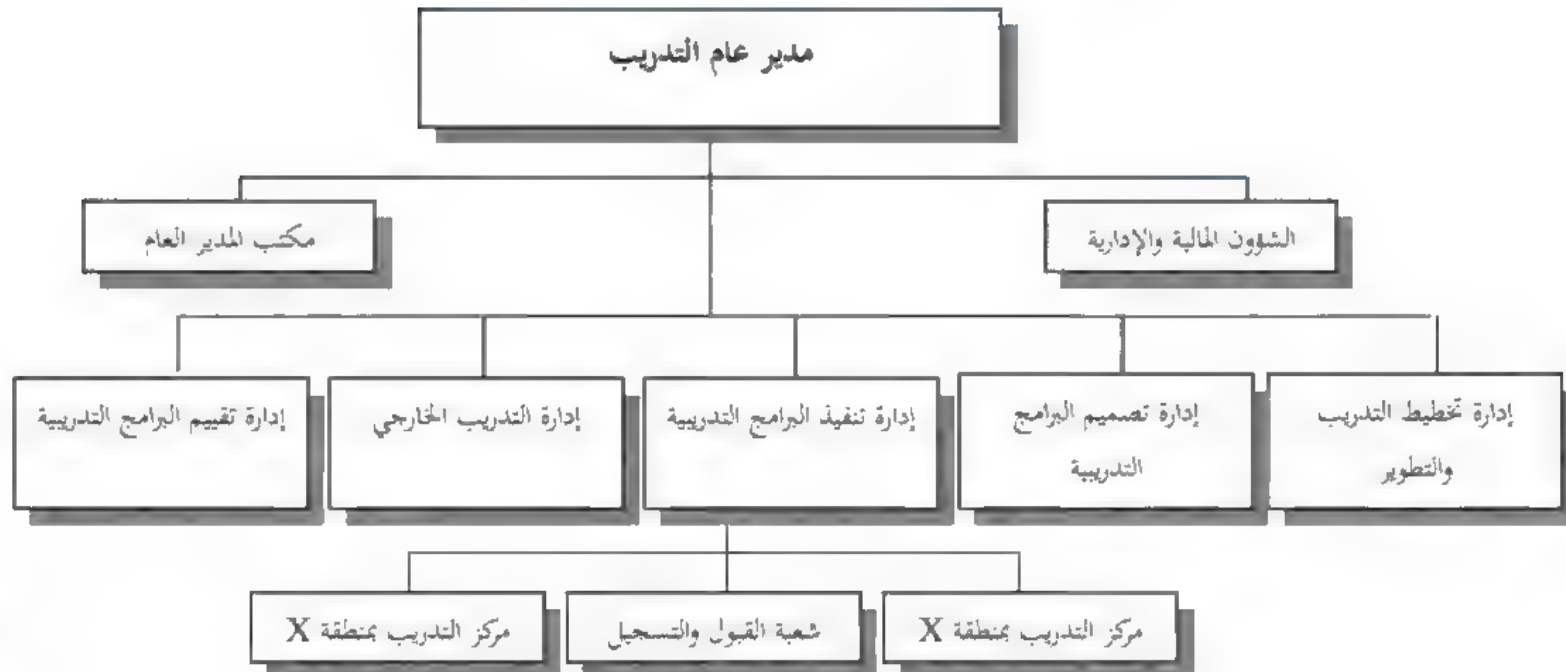 مدير عام التدريب
الشؤون المالية والإدارية
مكتب المدير العام
إدارة تخطيط التدريب
والتطوير
إدارة تصميم البرامج
التدريبية
إدارة تنفيذ البرامج التدريبية
إدارة التدريب الخارجي
إدارة تقييم البرامج التدريبية
مركز التدريب بمنطقة X
شعبة القبول والتسجيل
مركز التدريب بمنطقة X